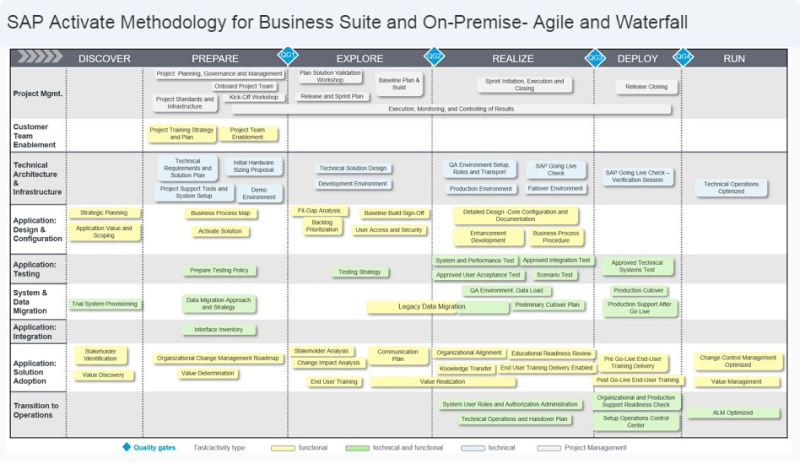 SAP Activate Methodology for Business Suite and On-Premise- Agile and Waterfall
DISCOVER
PREPARE
QG1
EXPLORE
QG2
REALIZE
QG3
DEPLOY
QG4
RUN
Project Mgmt.
Project Planning, Governance and Management
Onboard Project Team
Kick-Off Workshop
Project Standards and
Infrastructure
Plan Solution Validation
Workshop
Release and Sprint Plan
Baseline Plan &
Build
Sprint Initiation, Execution and
Closing
Release Closing
Execution, Monitoring, and Controlling of Results
Customer
Team
Enablement
Project Training Strategy
and Plan
Project Team
Enablement
Technical
Architecture
&
Infrastructure
Technical
Requirements and
Solution Plan
Initial Hardware
Sizing Proposal
Project Support Tools and
System Setup
Demo
Environment
Technical Solution Design
Development Environment
QA Environment Setup,
Roles and Transport
SAP Going Live
Check
Production Environment
Failover Environment
SAP Going Live Check –
Verification Session
Technical Operations
Optimized
Application:
Design &
Configuration
Strategic Planning
Application Value and
Scoping
Business Process Map
Activate Solution
Fit-Gap Analysis
Baseline Build Sign-Off
Backlog
Prioritization
User Access and Security
Detailed Design -Core Configuration and
Documentation
Enhancement
Development
Business Process
Procedure
Application:
Testing
Prepare Testing Policy
Testing Strategy
System and Performance Test
Approved Integration Test
Approved User Acceptance Test
Scenario Test
Approved Technical
Systems Test
System &
Data
Migration
Trial System Provisioning
Data Migration Approach
and Strategy
Legacy Data Migration
QA Environment: Data Load
Preliminary Cutover Plan
Production Cutover
Production Support After
Go Live
Application:
Integration
Interface Inventory
Application:
Solution
Adoption
Stakeholder
Identification
Value Discovery
Organizational Change Management Roadmap
Value Determination
Stakeholder Analysis
Change Impact Analysis
Communication
Plan
End User Training
Value Realization
Organizational Alignment
Educational Readiness Review
Knowledge Transfer
End User Training Delivery Enabled
Pre Go-Live End-User
Training Delivery
Post Go-Live End-User Training
Change Control Management
Optimized
Value Management
Transition to
Operations
System User Roles and Authorization Administration
Technical Operations and Handover Plan
Organizational and Production
Support Readiness Check
Setup Operations Control
Center
ALM Optimized
Quality gates
Task/activity type:
functional
technical and functional
technical
Project Management